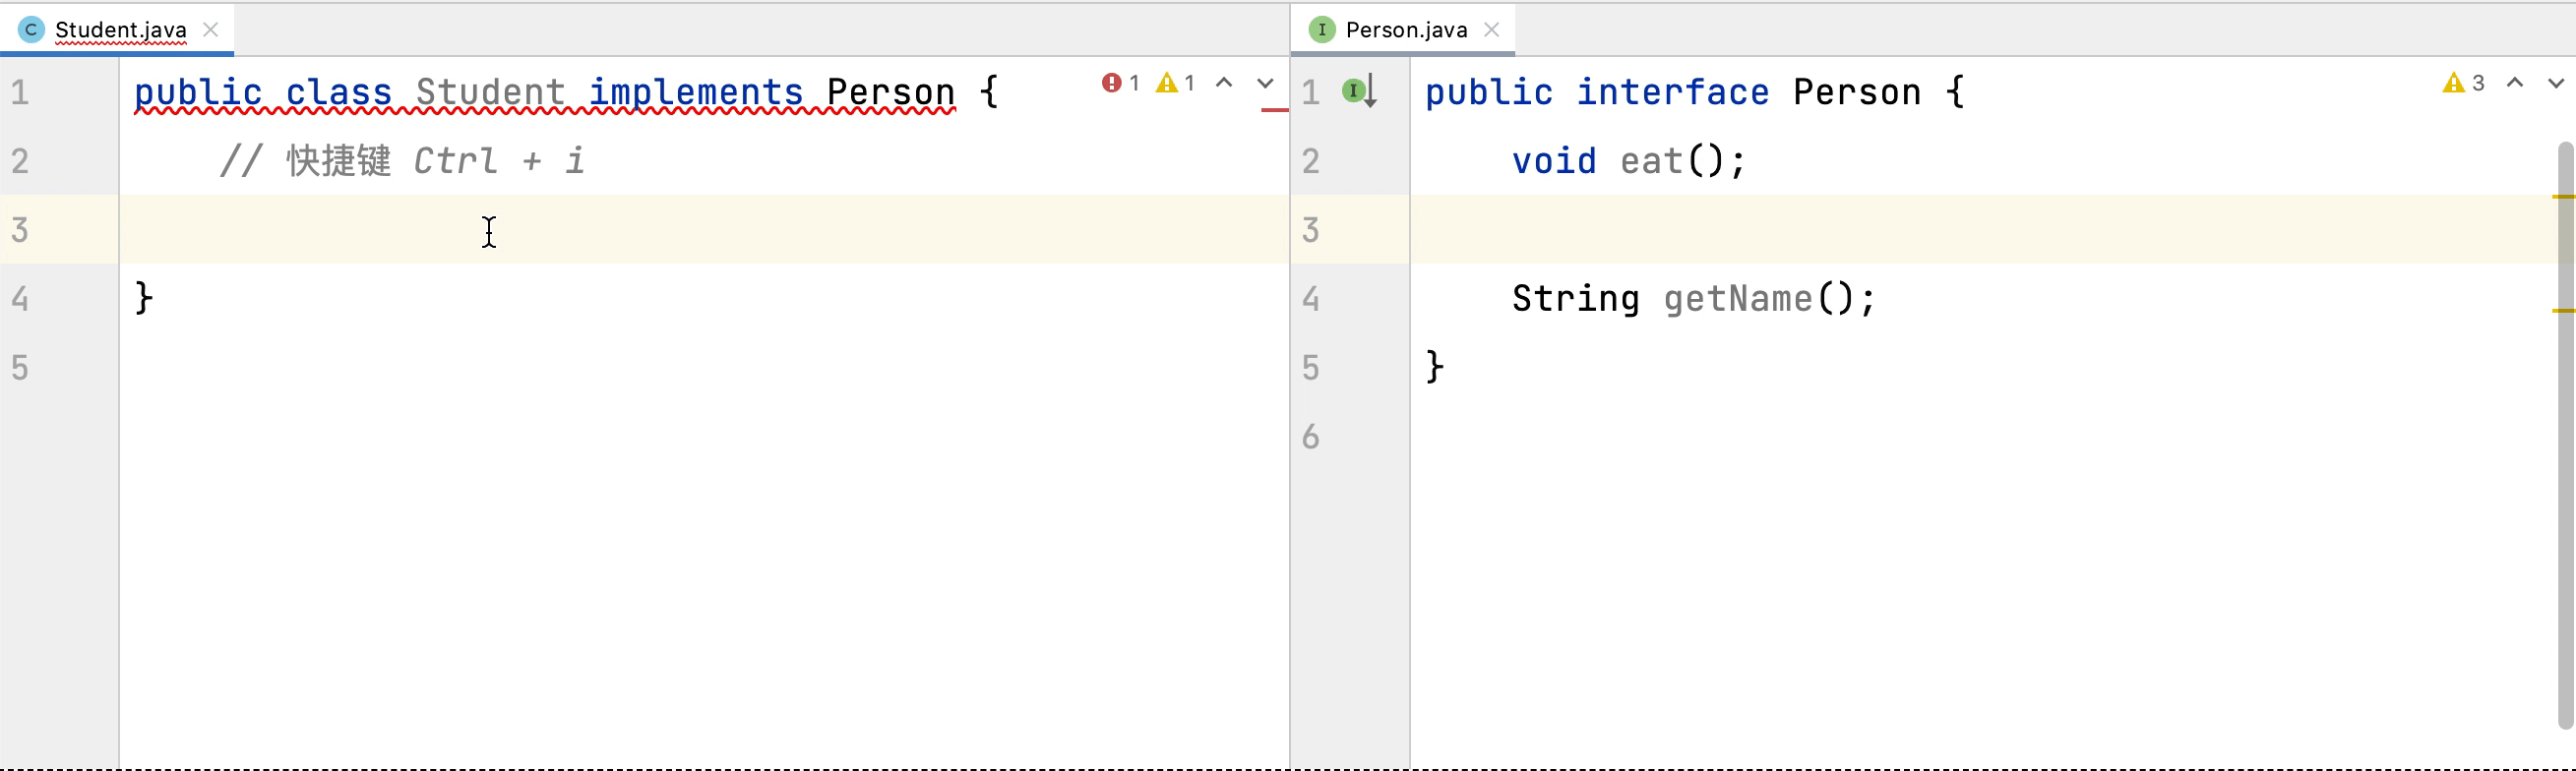 Student.java
1 public class Student implements Person {
2 // 快捷键 Ctrl + i
3
4 }
5
1 1
Person.java
1 public interface Person {
2 void eat();
3
4 String getName();
5 }
6
3